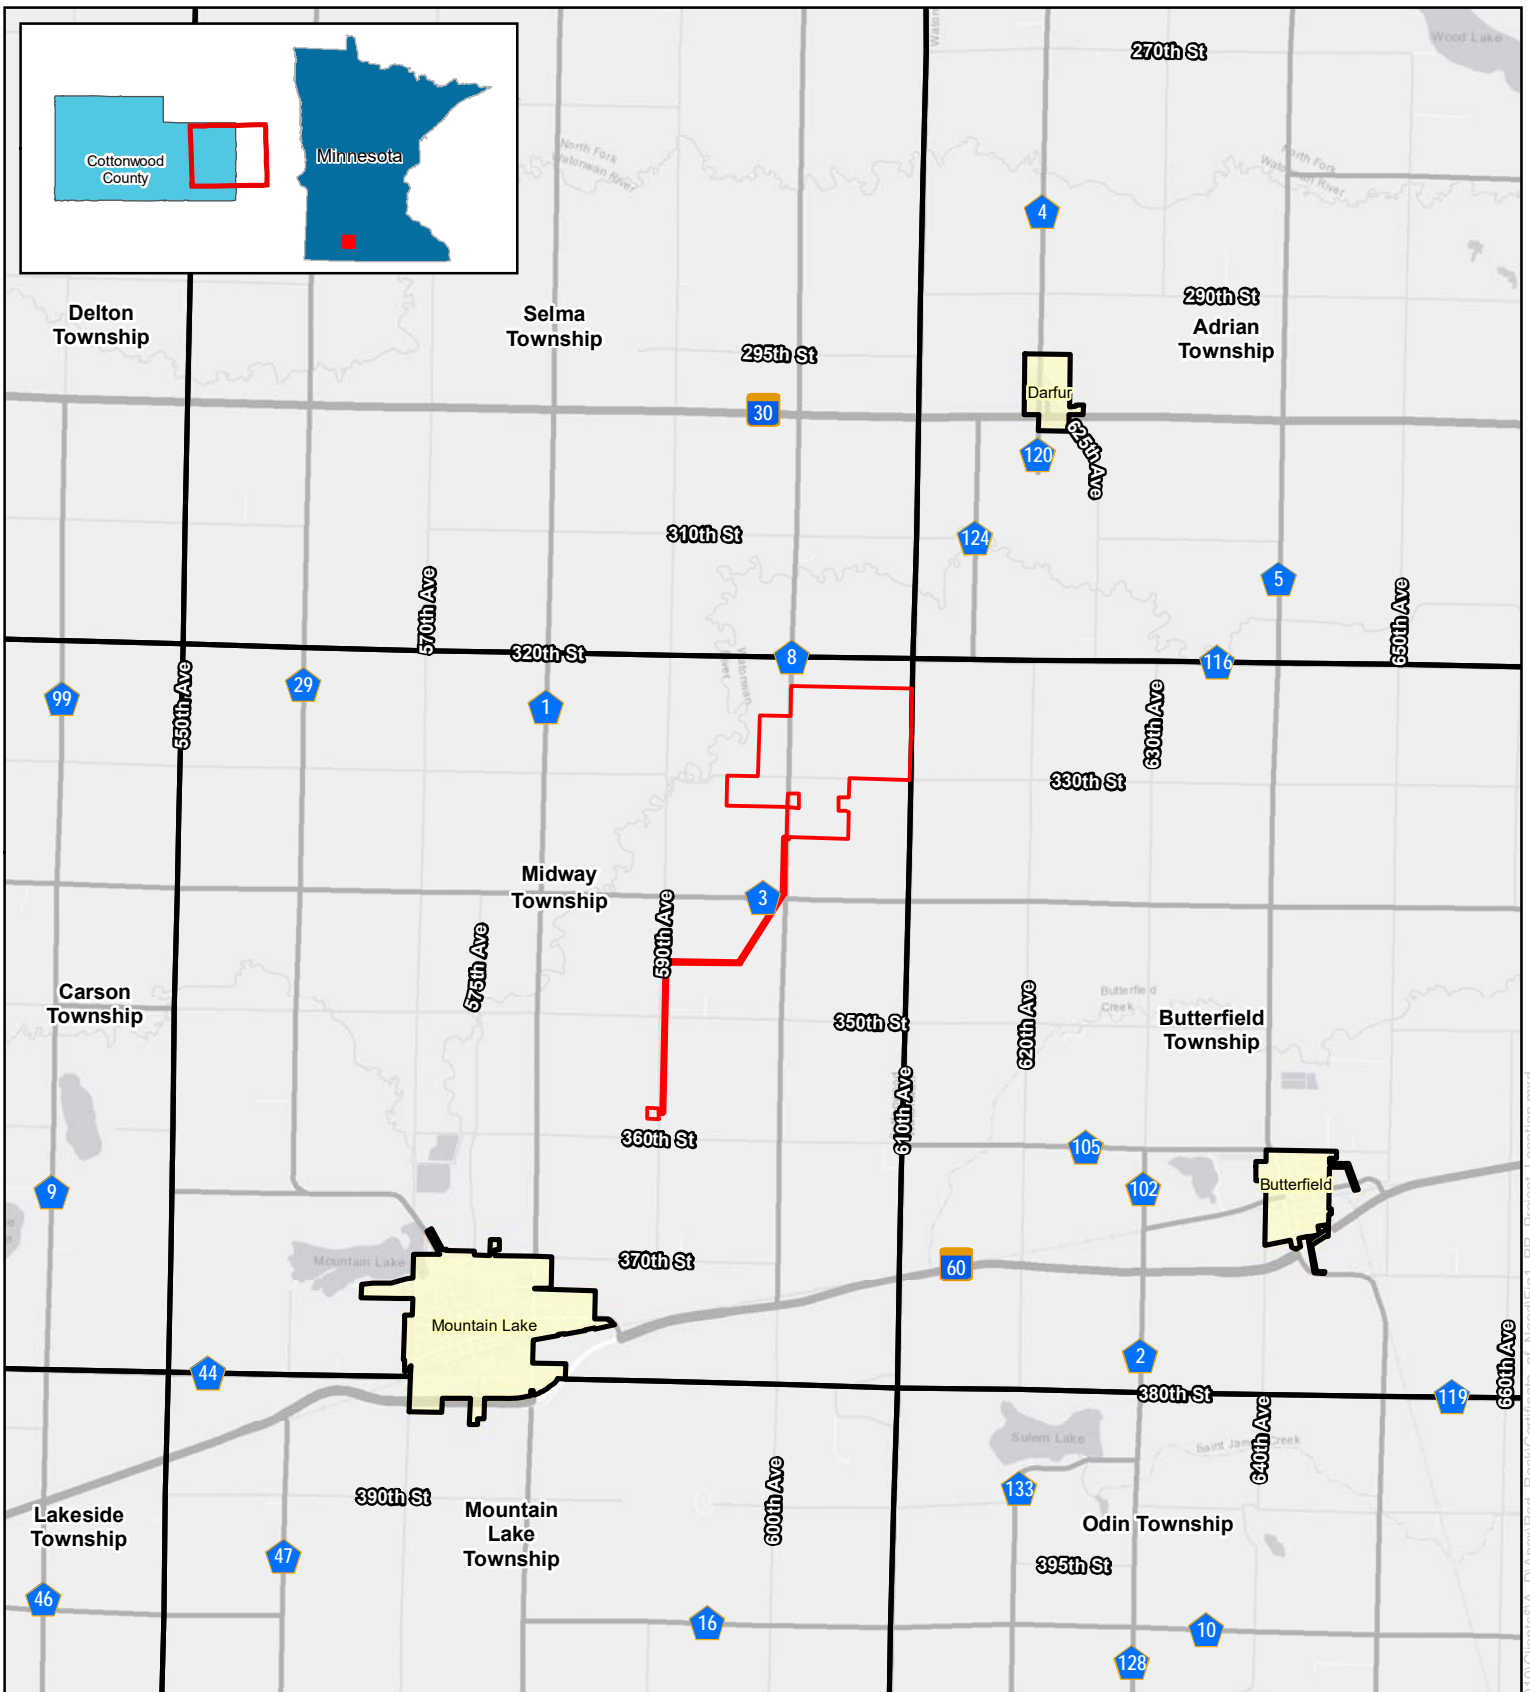 270th St
Wood Lake
Cottonwood
County
Minnesota
North Fork
Watonwan River
North Fork
Watonwan River
4
Delton
Township
Selma
Township
290th St
Adrian
Township
295th St
Darfur
30
625th Ave
120
310th St
124
5
570th Ave
650th Ave
320th St
8
116
Watonwan
River
99
550th Ave
29
1
630th Ave
330th St
Midway
Township
3
590th Ave
575th Ave
Carson
Township
350th St
620th Ave
Butterfield
Creek
Butterfield
Township
610th Ave
360th St
105
9
102
Butterfield
Mountain Lake
370th St
60
Mountain Lake
44
2
380th St
119
660th Ave
640th Ave
Sulem Lake
390th St
600th Ave
133
Lakeside
Township
Mountain
Lake
Township
Odin Township
47
395th St
46
16
10
128